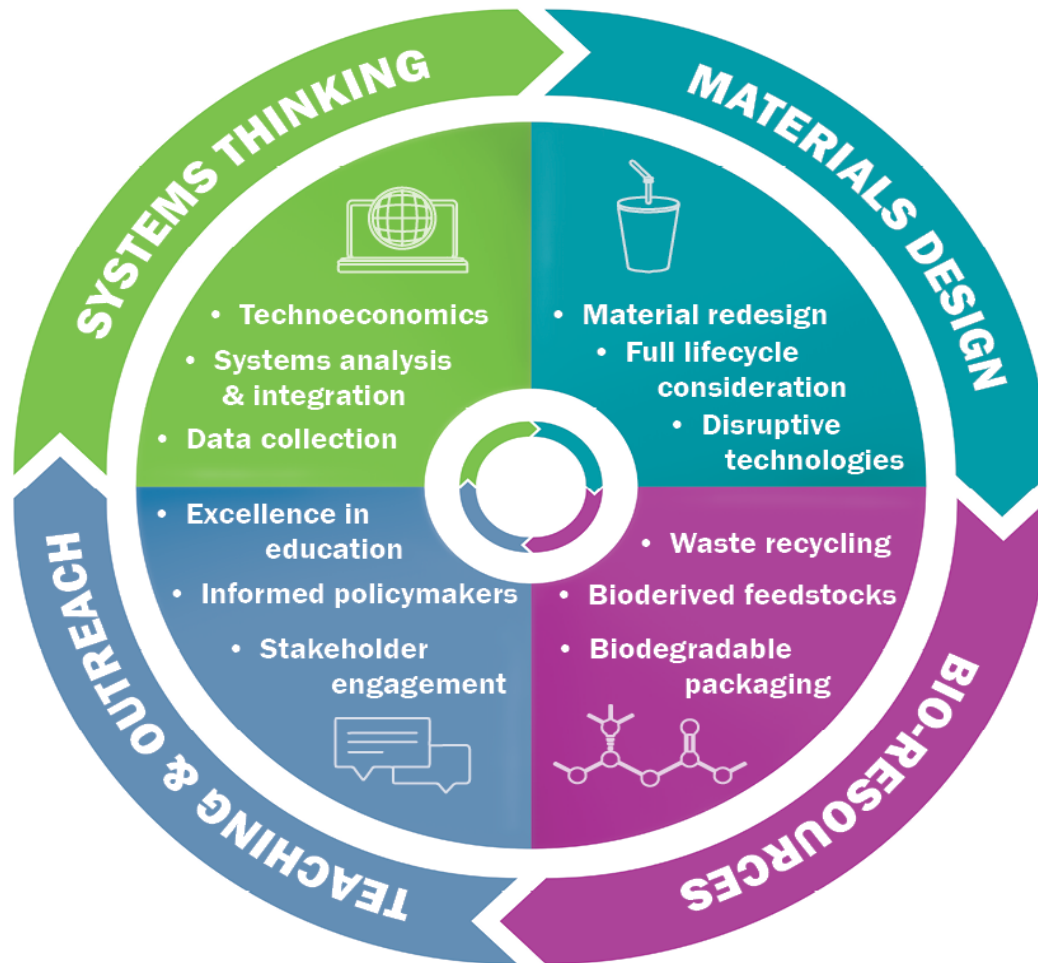 SYSTEMS THINKING
• Technoeconomics
• Systems analysis
& integration
• Data collection
MATERIALS DESIGN
• Material redesign
• Full lifecycle
consideration
• Disruptive
technologies
BIO-RESOURCES
• Waste recycling
• Bioderived feedstocks
• Biodegradable
packaging
TEACHING & OUTREACH
• Excellence in
education
• Informed policymakers
• Stakeholder
engagement